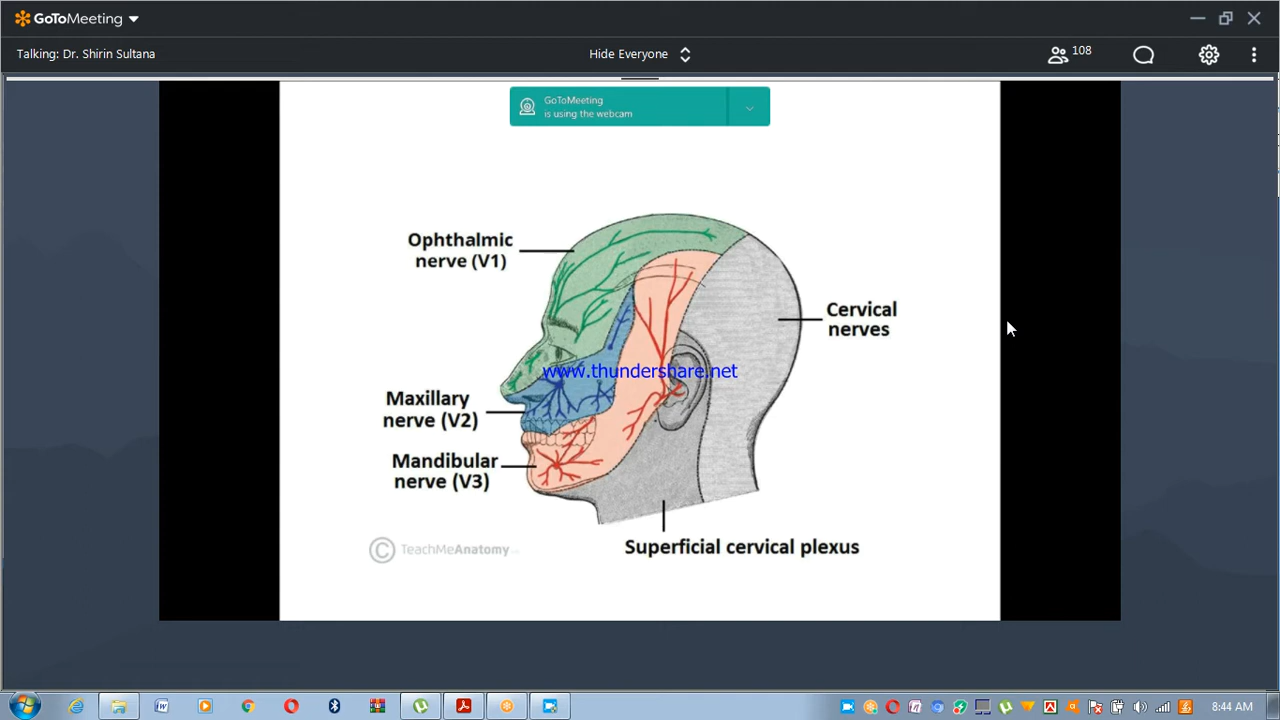 GoToMeeting
Talking: Dr. Shirin Sultana
Hide Everyone
108
GoToMeeting
is using the webcam
Ophthalmic
nerve (V1)
Cervical
nerves
www.thundershare.net
Maxillary
nerve (V2)
Mandibular
nerve (V3)
Superficial cervical plexus
© TeachMeAnatomy
8:44 AM